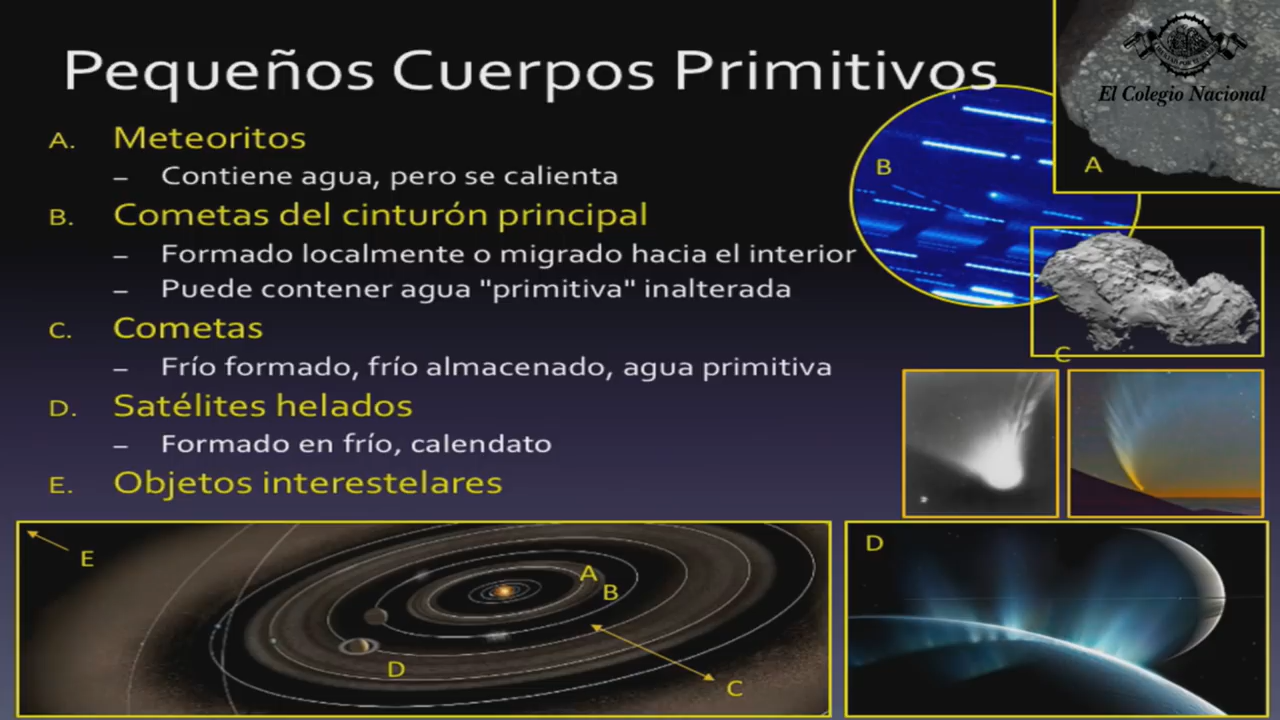 Pequeños Cuerpos Primitivos
El Colegio Nacional
A. Meteoritos
– Contiene agua, pero se calienta
B. Cometas del cinturón principal
– Formado localmente o migrado hacia el interior
– Puede contener agua "primitiva" inalterada
C. Cometas
– Frío formado, frío almacenado, agua primitiva
D. Satélites helados
– Formado en frío, calendato
E. Objetos interestelares
A
B
C
D
E
A
B
D
C